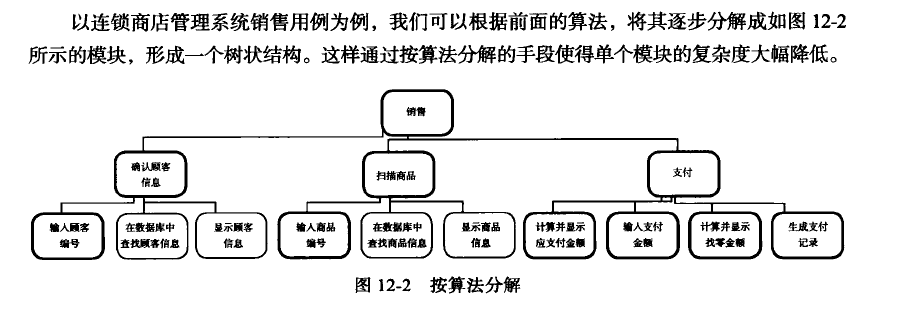 以连锁商店管理系统销售用例为例，我们可以根据前面的算法，将其逐步分解成如图 12-2
所示的模块，形成一个树状结构。这样通过按算法分解的手段使得单个模块的复杂度大幅降低。
销售
确认顾客
信息
扫描商品
支付
输入顾客
编号
在数据库中
查找顾客信息
显示顾客
信息
输入商品
编号
在数据库中
查找商品信息
显示商品
信息
计算并显示
应支付金额
输入支付
金额
计算并显示
找零金额
生成支付
记录
图 12-2 按算法分解